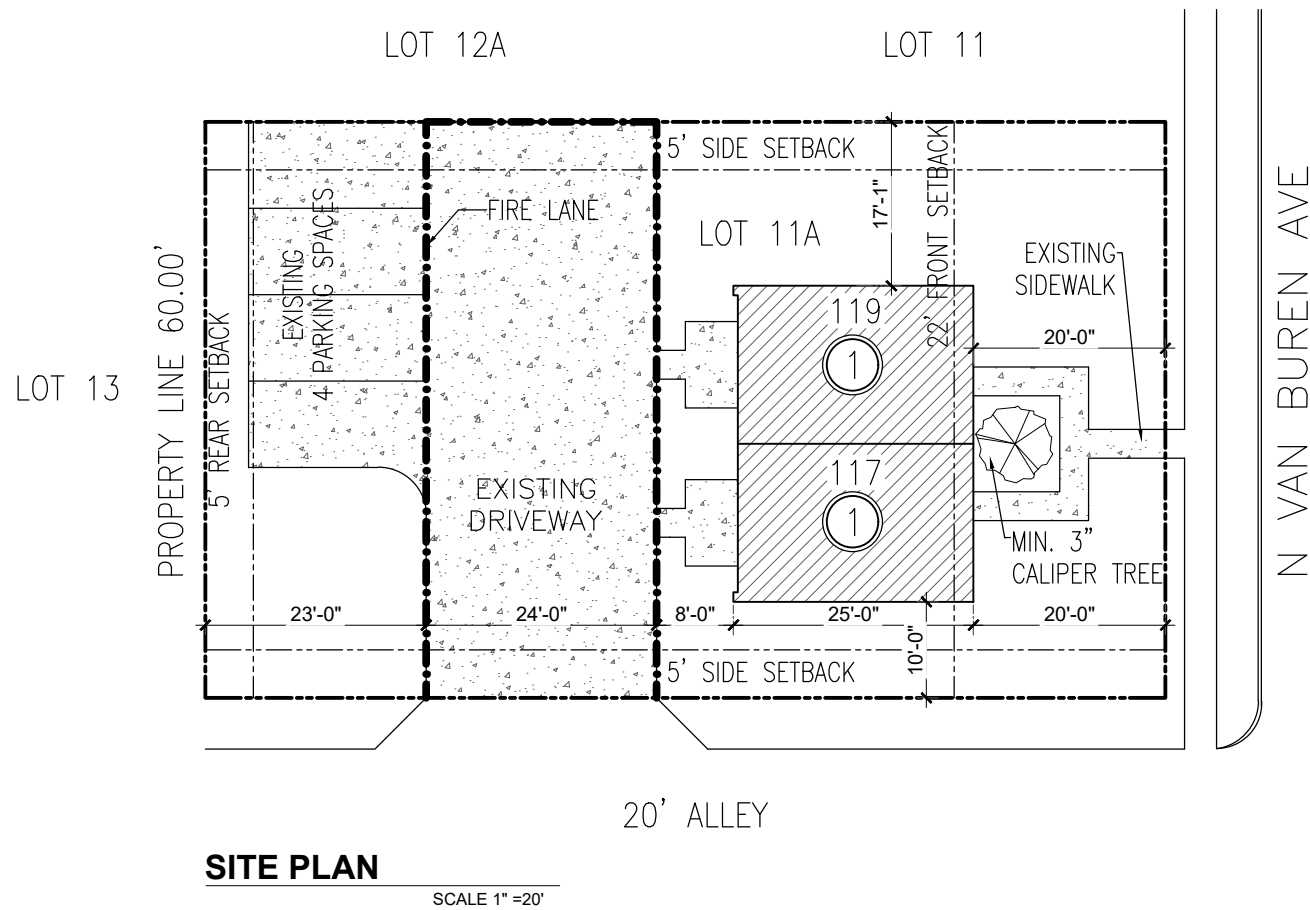 LOT 12A
LOT 11
5' SIDE SETBACK
17'-1"
22' FRONT SETBACK
N VAN BUREN AVE
FIRE LANE
LOT 11A
EXISTING
SIDEWALK
EXISTING
4 PARKING SPACES
PROPERTY LINE 60.00'
5' REAR SETBACK
LOT 13
119
1
20'-0"
117
1
EXISTING
DRIVEWAY
MIN. 3"
CALIPER TREE
23'-0"
24'-0"
8'-0"
25'-0"
20'-0"
10'-0"
5' SIDE SETBACK
20' ALLEY
SITE PLAN
SCALE 1" =20'